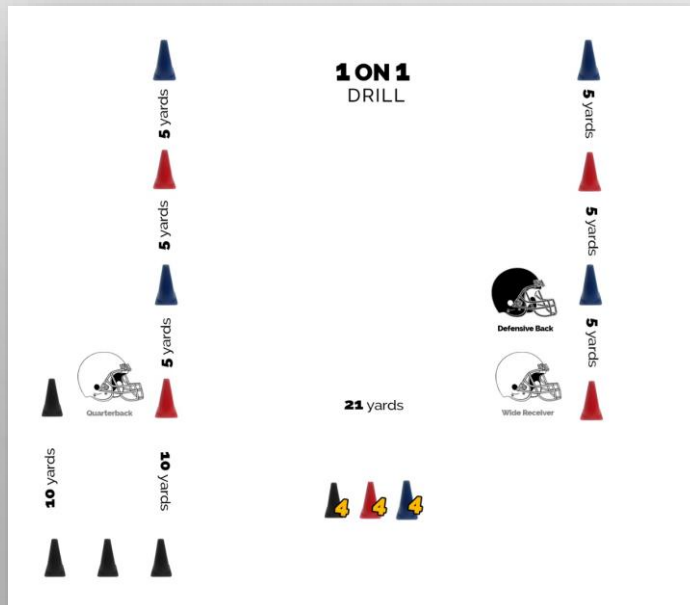 1 ON 1
DRILL
5 yards
5 yards
5 yards
5 yards
Defensive Back
5 yards
5 yards
Quarterback
21 yards
Wide Receiver
10 yards
10 yards
4
4
4